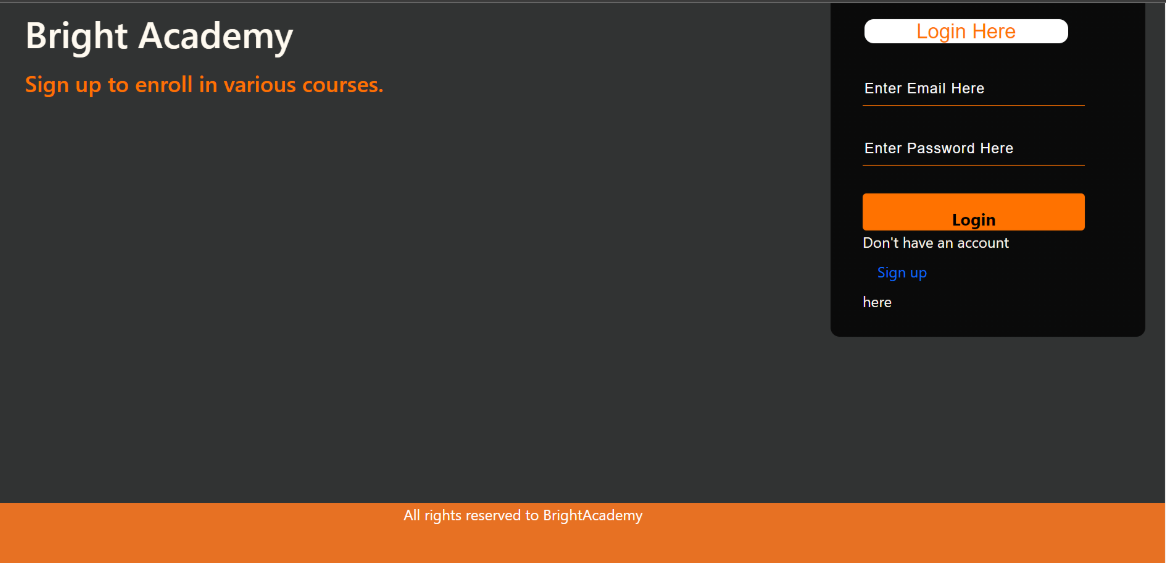 Bright Academy
Sign up to enroll in various courses.
Login Here
Enter Email Here
Enter Password Here
Login
Don't have an account
Sign up
here
All rights reserved to BrightAcademy